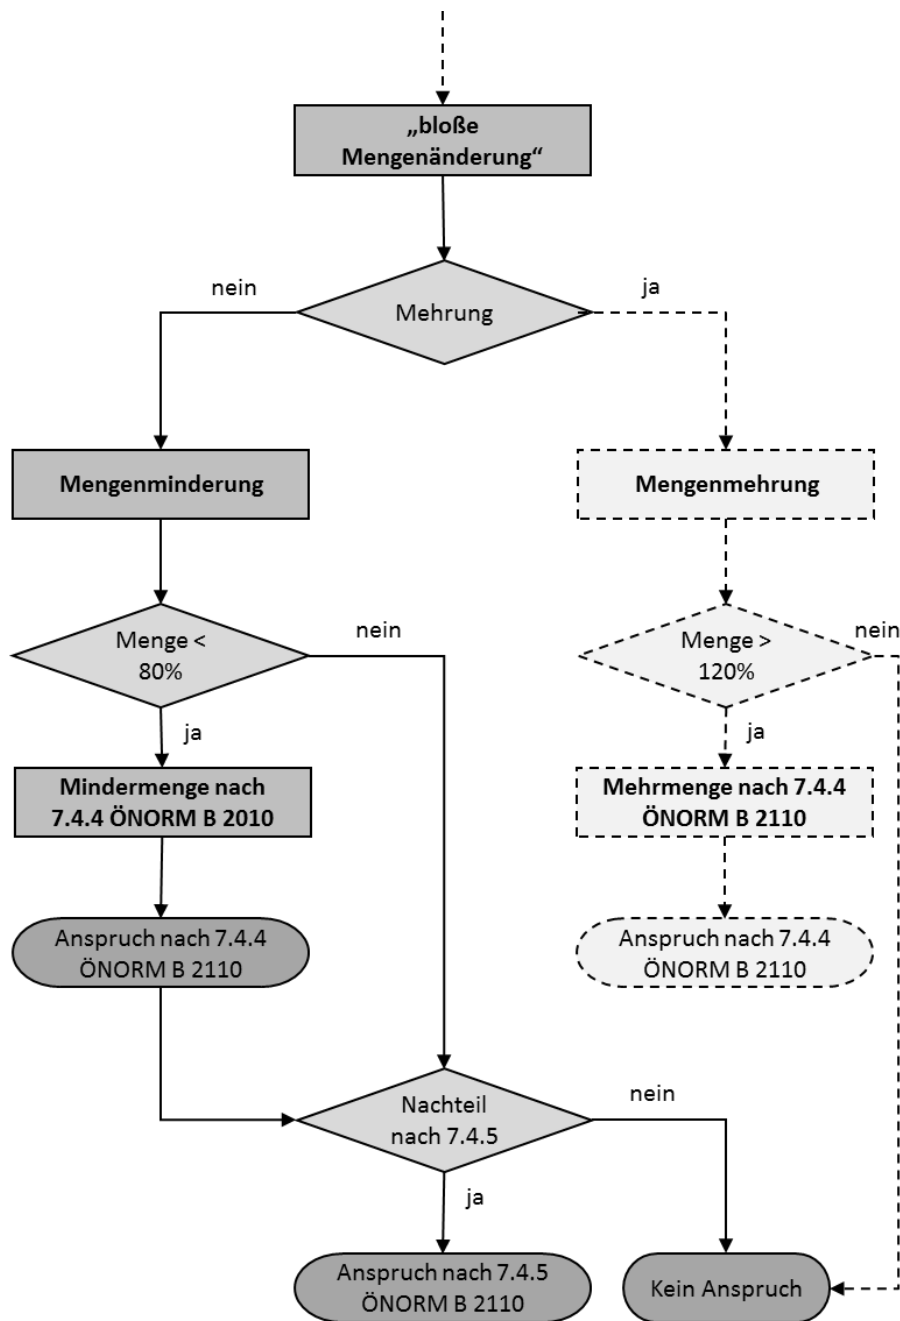 „bloße
Mengenänderung“
nein
ja
Mehrung
Mengenminderung
Mengenmehrung
Menge <
80%
nein
Menge >
120%
nein
ja
ja
Mindermenge nach
7.4.4 ÖNORM B 2010
Mehrmenge nach 7.4.4
ÖNORM B 2110
Anspruch nach 7.4.4
ÖNORM B 2110
Anspruch nach 7.4.4
ÖNORM B 2110
Nachteil
nach 7.4.5
nein
ja
Anspruch nach 7.4.5
ÖNORM B 2110
Kein Anspruch